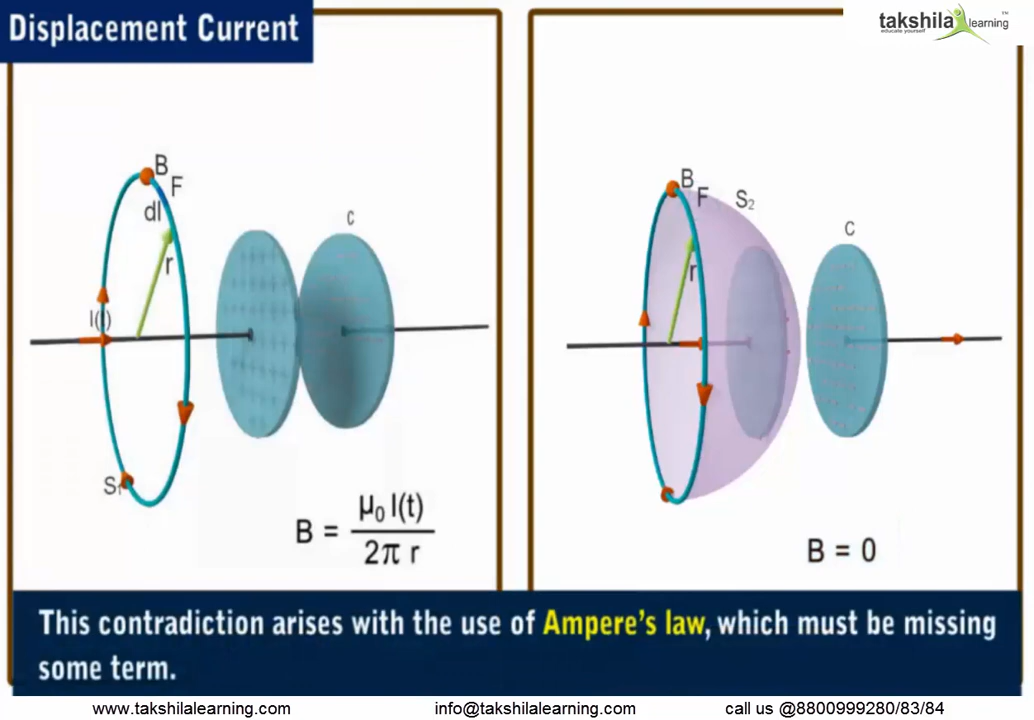 Displacement Current
takshila learning ™
educate yourself
B
F
dl
r
I(t)
S₁
C
B = μ₀ I(t) / 2π r
B
F
S₂
r
C
B = 0
This contradiction arises with the use of Ampere's law, which must be missing
some term.
www.takshilalearning.com info@takshilalearning.com call us @8800999280/83/84